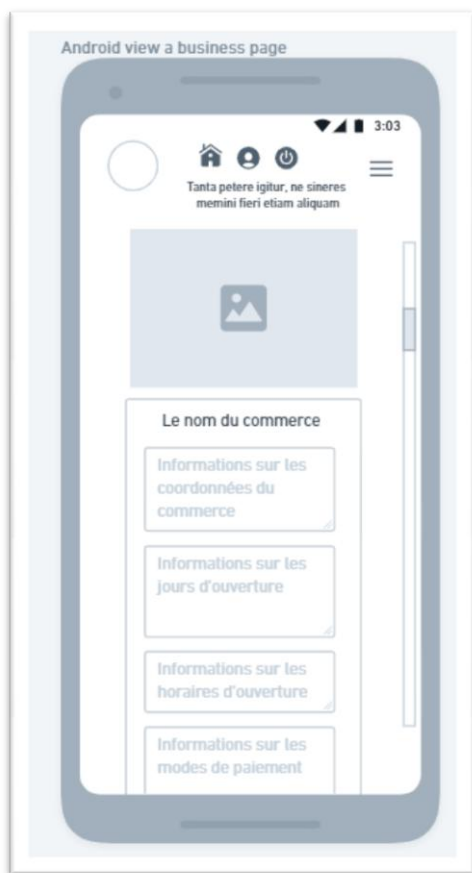 Android view a business page
3:03
Tanta petere igitur, ne sineres
memini fieri etiam aliquam
Le nom du commerce
Informations sur les
coordonnées du
commerce
Informations sur les
jours d'ouverture
Informations sur les
horaires d'ouverture
Informations sur les
modes de paiement